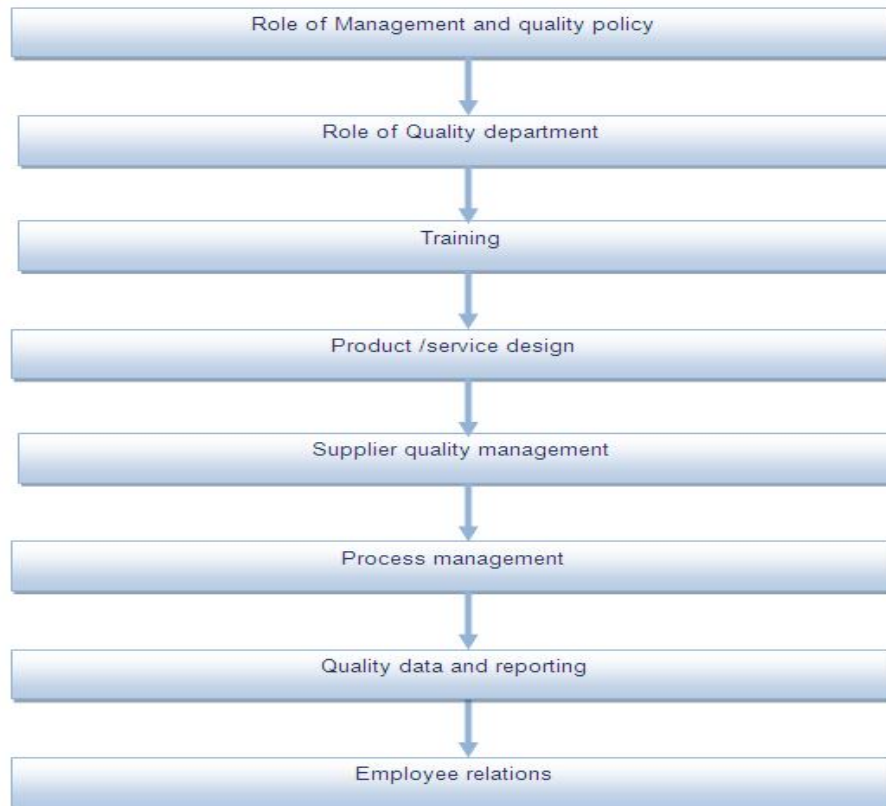 Role of Management and quality policy
Role of Quality department
Training
Product /service design
Supplier quality management
Process management
Quality data and reporting
Employee relations